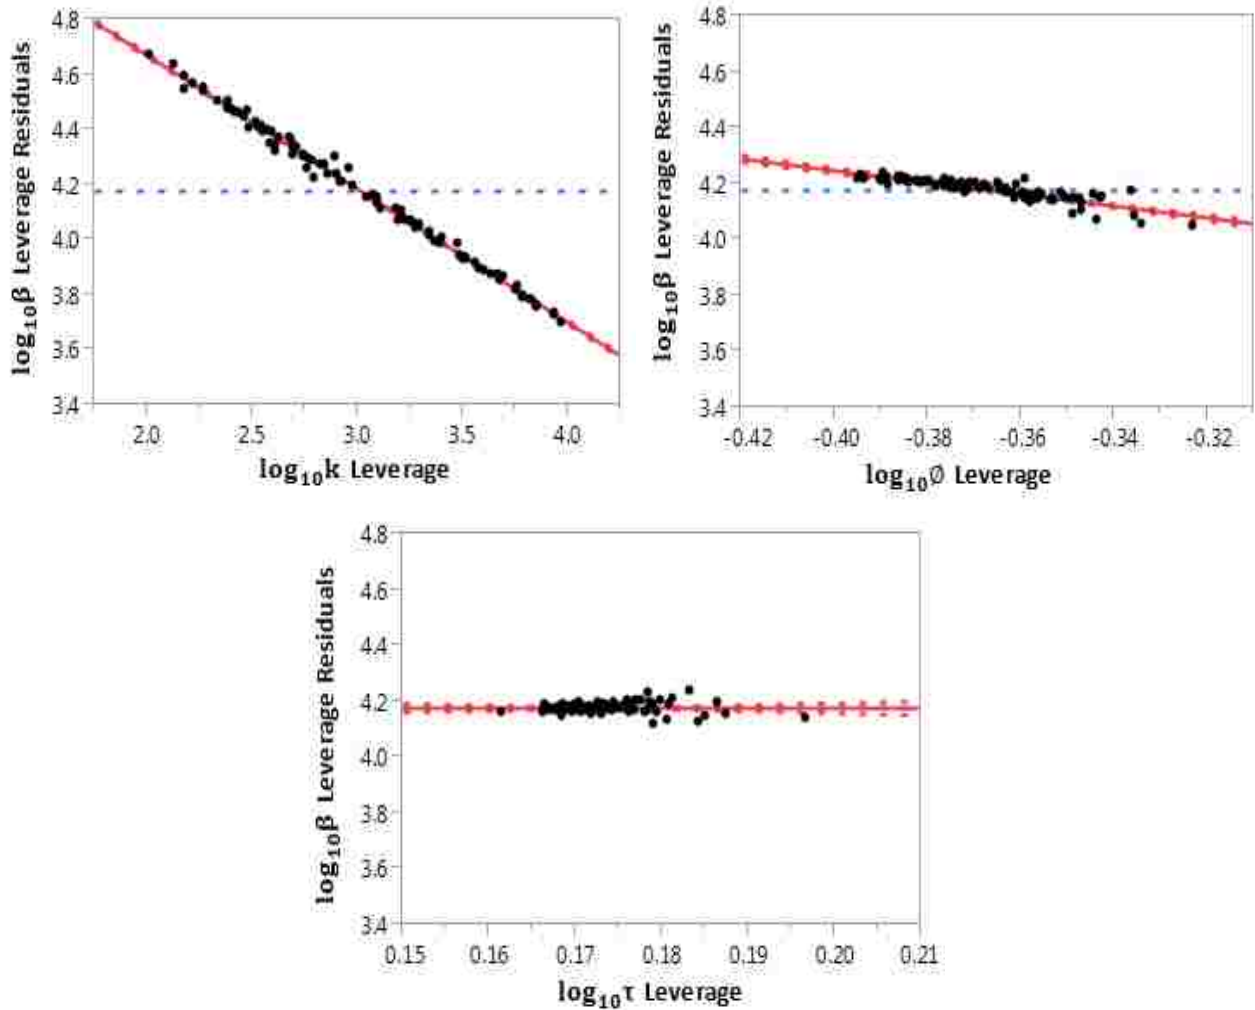 log₁₀β Leverage Residuals
4.8
4.6
4.4
4.2
4.0
3.8
3.6
3.4
2.0 2.5 3.0 3.5 4.0
log₁₀k Leverage
log₁₀β Leverage Residuals
4.8
4.6
4.4
4.2
4.0
3.8
3.6
3.4
-0.42 -0.40 -0.38 -0.36 -0.34 -0.32
log₁₀∅ Leverage
log₁₀β Leverage Residuals
4.8
4.6
4.4
4.2
4.0
3.8
3.6
3.4
0.15 0.16 0.17 0.18 0.19 0.20 0.21
log₁₀τ Leverage